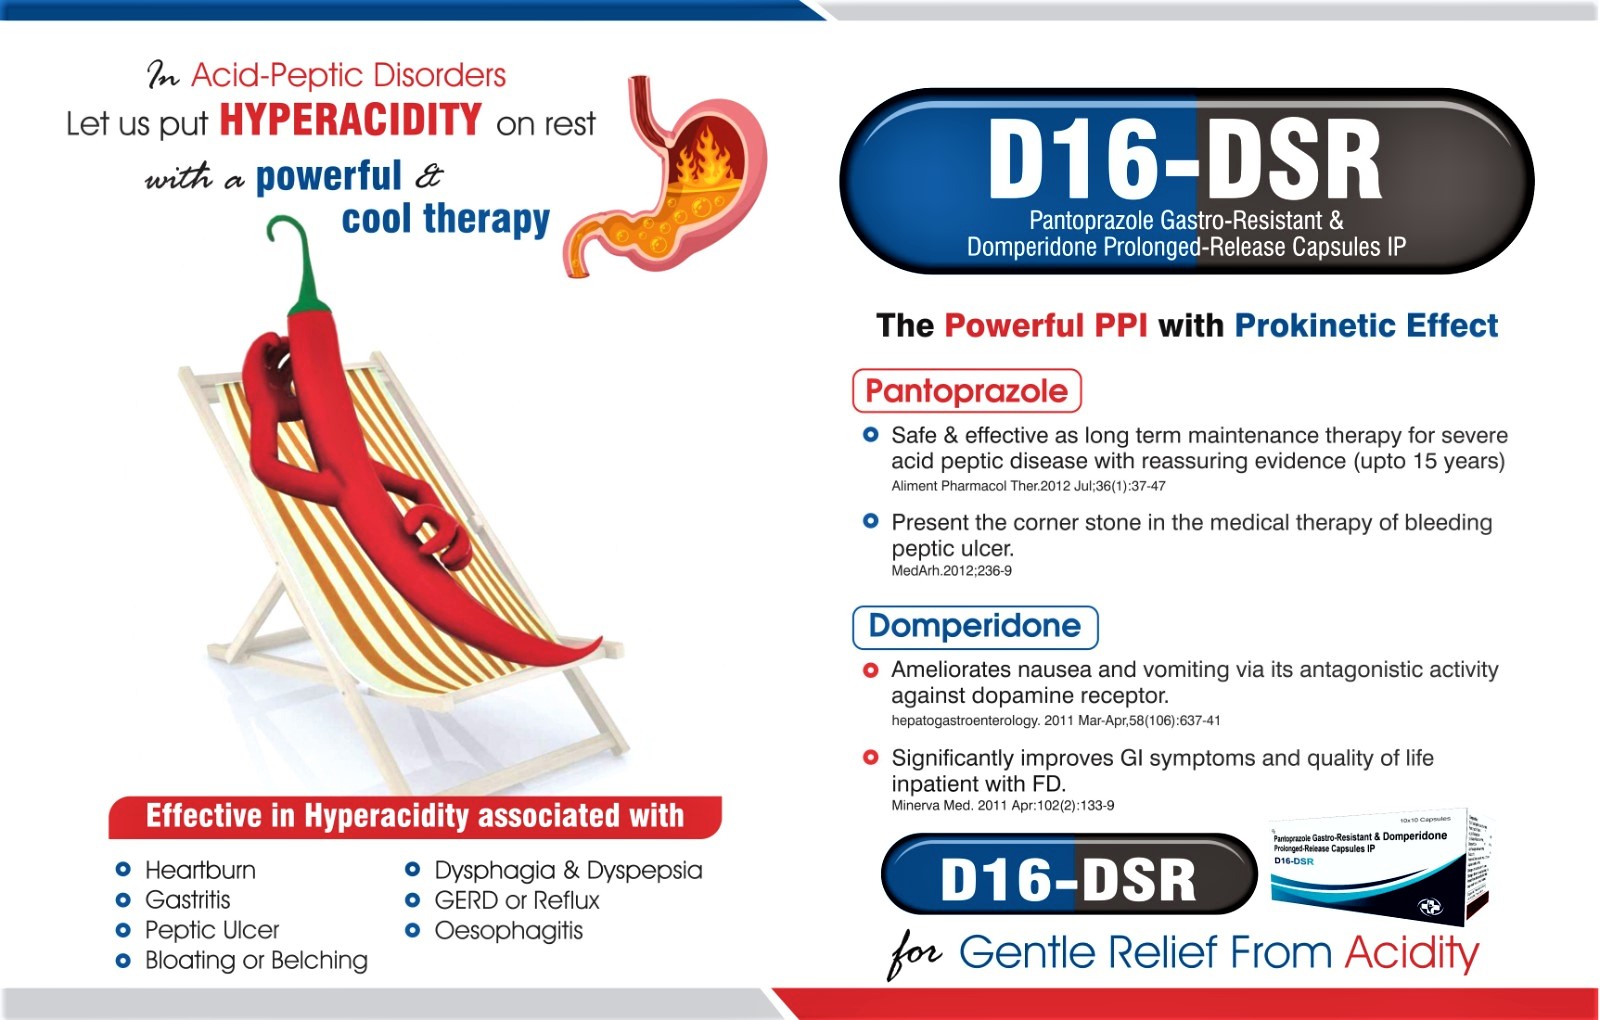 In Acid-Peptic Disorders
Let us put HYPERACIDITY on rest
with a powerful &
cool therapy
Effective in Hyperacidity associated with
Heartburn
Gastritis
Peptic Ulcer
Bloating or Belching
Dysphagia & Dyspepsia
GERD or Reflux
Oesophagitis
D16-DSR
Pantoprazole Gastro-Resistant &
Domperidone Prolonged-Release Capsules IP
The Powerful PPI with Prokinetic Effect
Pantoprazole
Safe & effective as long term maintenance therapy for severe
acid peptic disease with reassuring evidence (upto 15 years)
Aliment Pharmacol Ther.2012 Jul;36(1):37-47
Present the corner stone in the medical therapy of bleeding
peptic ulcer.
MedArh.2012;236-9
Domperidone
Ameliorates nausea and vomiting via its antagonistic activity
against dopamine receptor.
hepatogastroenterology. 2011 Mar-Apr,58(106):637-41
Significantly improves GI symptoms and quality of life
inpatient with FD.
Minerva Med. 2011 Apr:102(2):133-9
D16-DSR
10x10 Capsules
Pantoprazole Gastro-Resistant & Domperidone
Prolonged-Release Capsules IP
D16-DSR
for Gentle Relief From Acidity